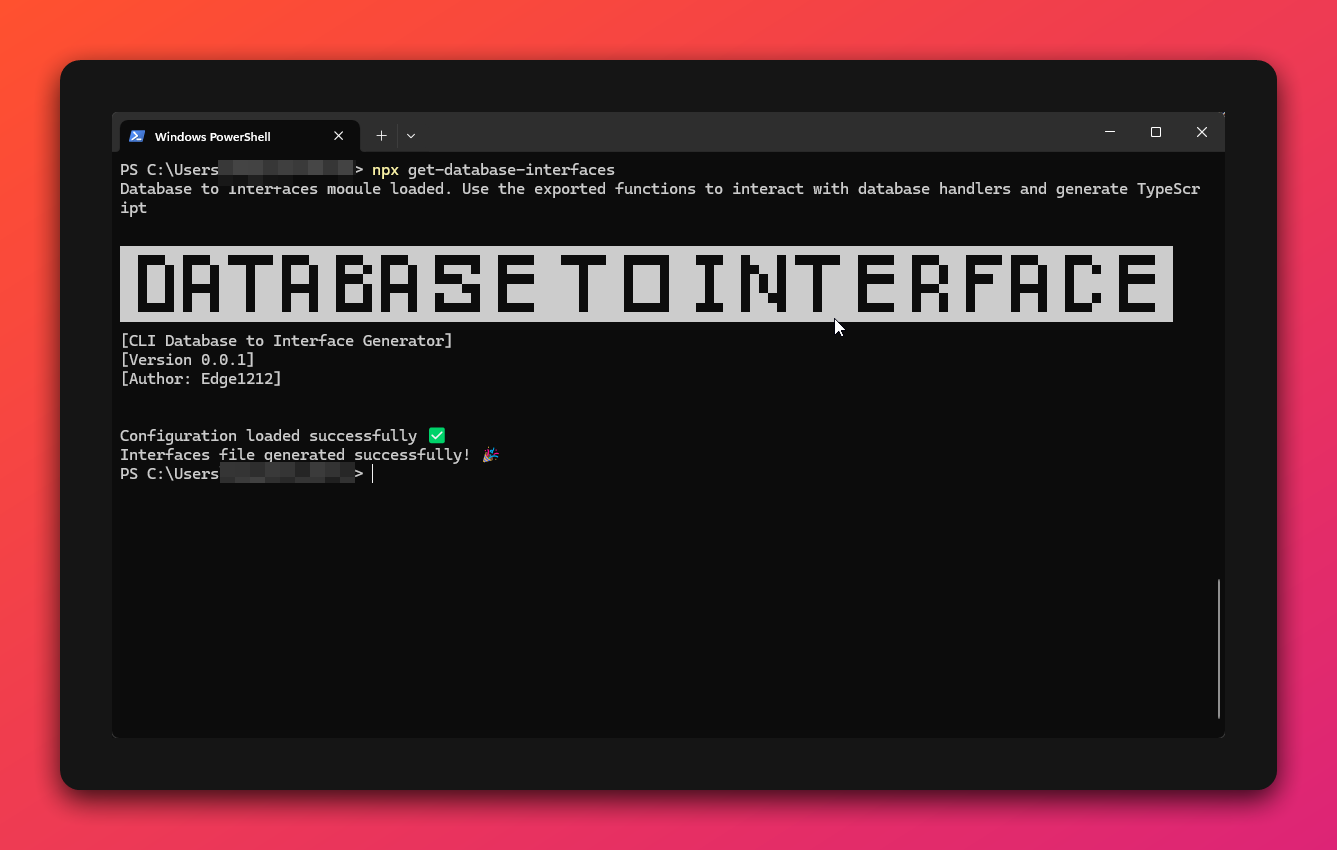 Windows PowerShell
PS C:\Users > npx get-database-interfaces
Database to Interfaces module loaded. Use the exported functions to interact with database handlers and generate TypeScr
ipt
DATABASE TO INTERFACE
[CLI Database to Interface Generator]
[Version 0.0.1]
[Author: Edge1212]
Configuration loaded successfully ✅
Interfaces file generated successfully! 🎉
PS C:\Users >